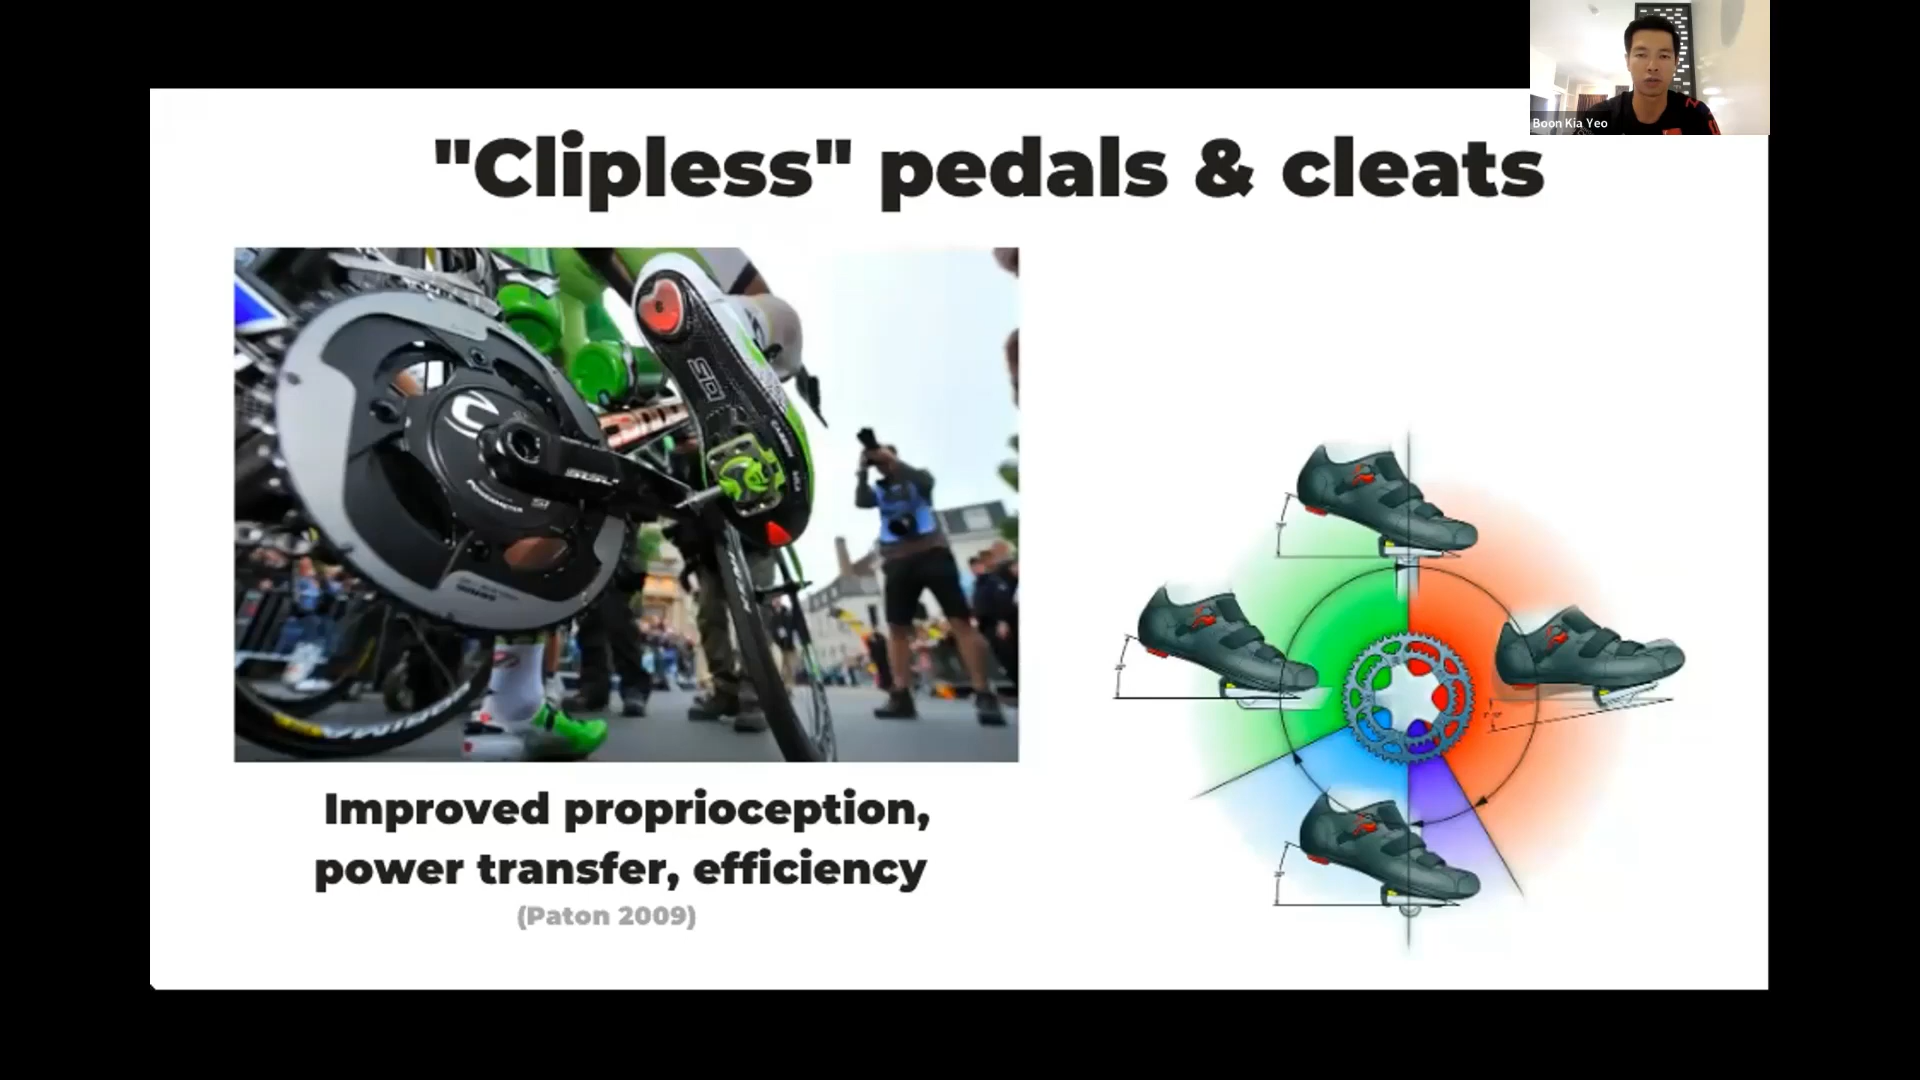 Boon Kia Yeo
"Clipless" pedals & cleats
Improved proprioception,
power transfer, efficiency
(Paton 2009)